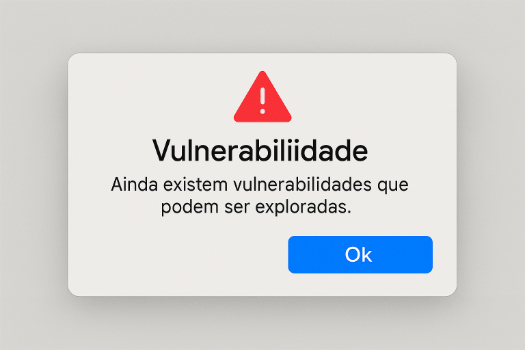 Vulnerabiliidade
Ainda existem vulnerabilidades que
podem ser exploradas.
Ok